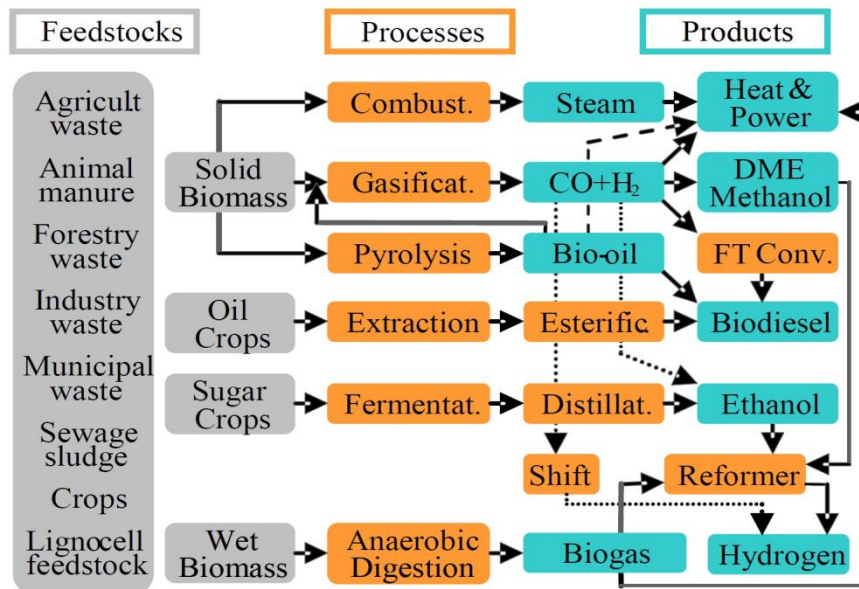 Feedstocks
Processes
Products
Agricult.
waste
Animal
manure
Forestry
waste
Industry
waste
Municipal
waste
Sewage
sludge
Crops
Lignocell
feedstock
Solid
Biomass
Oil
Crops
Sugar
Crops
Wet
Biomass
Combust.
Gasificat.
Pyrolysis
Extraction
Fermentat.
Anaerobic
Digestion
Steam
CO+H₂
Bio-oil
Esterific.
Distillat.
Shift
Biogas
Heat &
Power
DME
Methanol
FT Conv.
Biodiesel
Ethanol
Reformer
Hydrogen